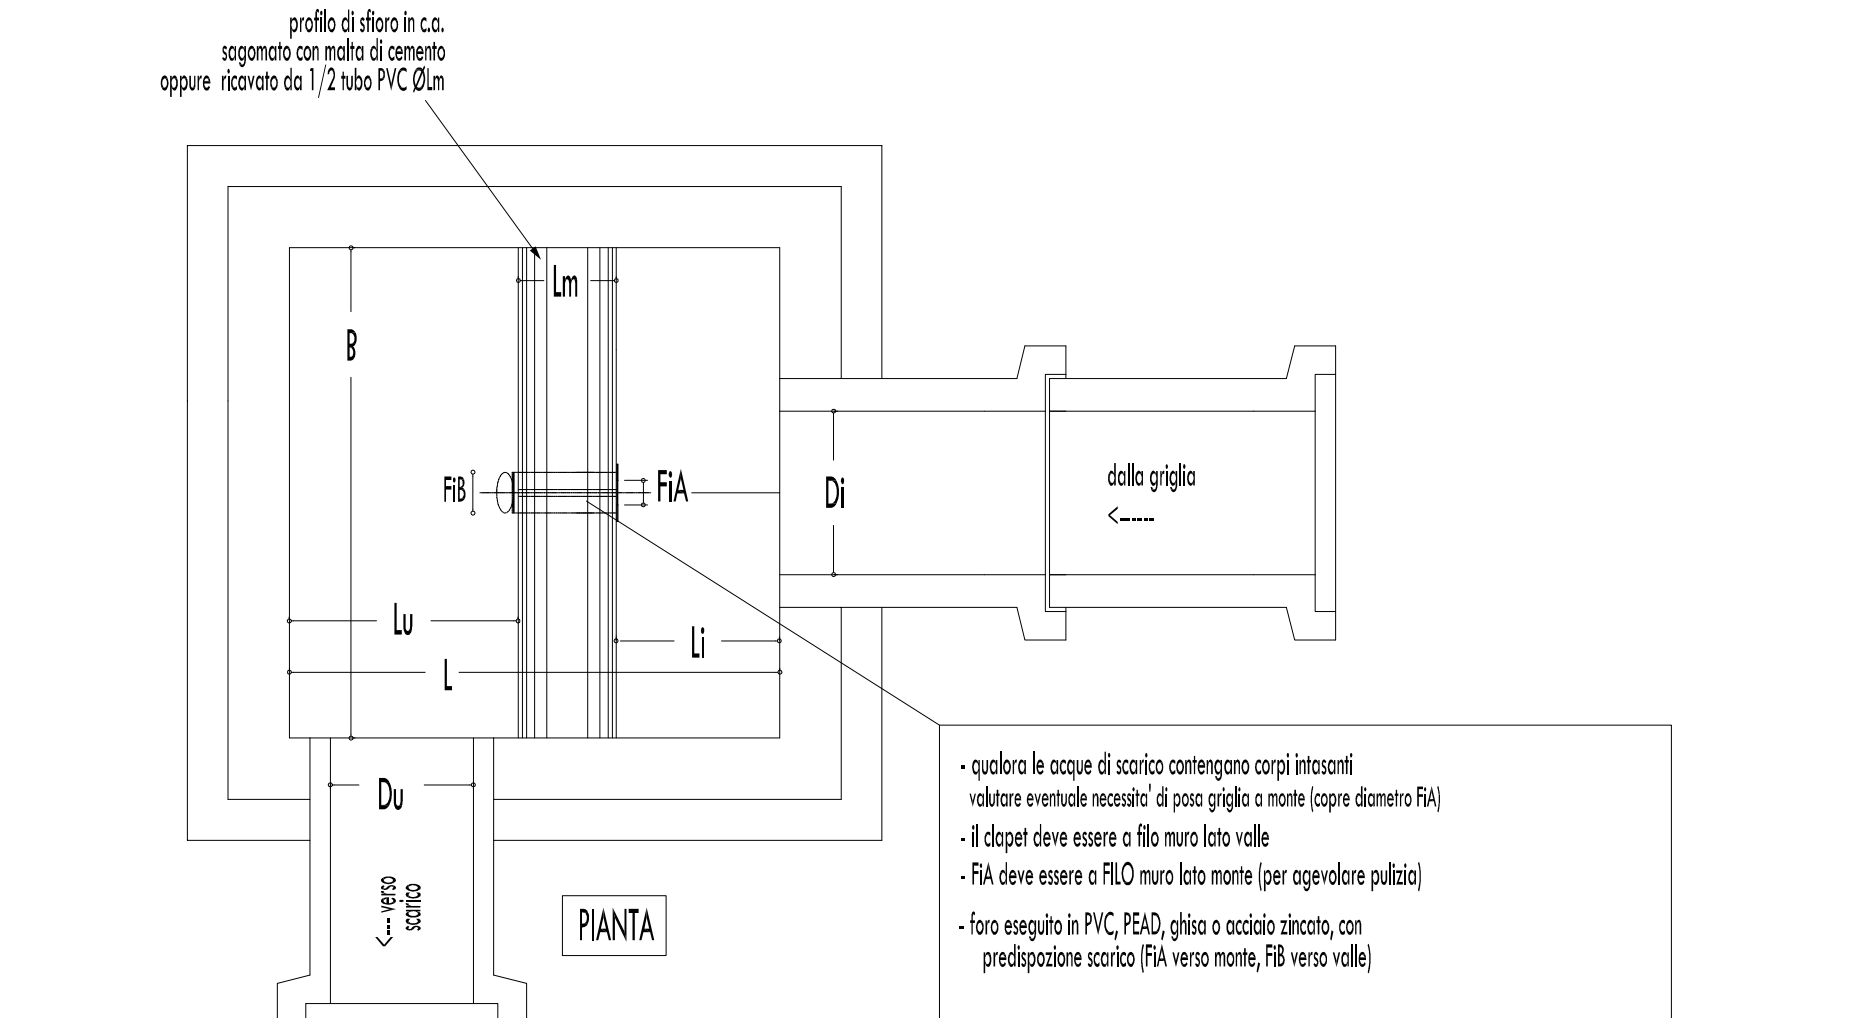 profilo di sfioro in c.a.
sagomato con malta di cemento
oppure ricavato da 1/2 tubo PVC ØLm
Lm
B
FiB
FiA
Di
dalla griglia
<-----
Lu
Li
L
Du
<---- verso
scarico
PIANTA
- qualora le acque di scarico contengano corpi intasanti
valutare eventuale necessita' di posa griglia a monte (copre diametro FiA)
- il clapet deve essere a filo muro lato valle
- FiA deve essere a FILO muro lato monte (per agevolare pulizia)
- foro eseguito in PVC, PEAD, ghisa o acciaio zincato, con
predispozione scarico (FiA verso monte, FiB verso valle)